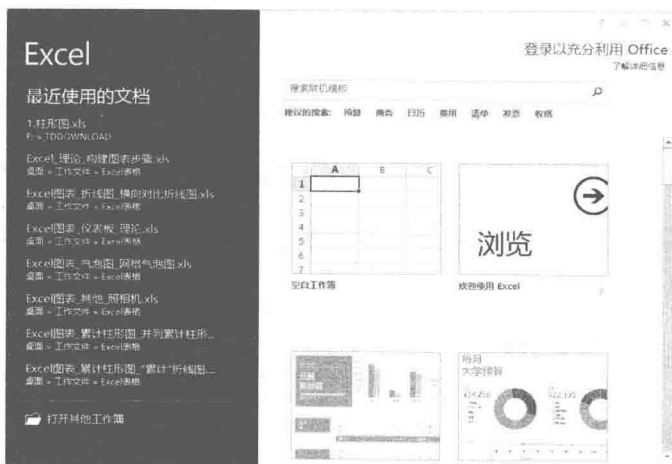 Excel
最近使用的文档
1.柱形图.xls
E: » TDDOWNLOAD
Excel_理论_构建图表步骤.xls
桌面 » 工作文件 » Excel表格
Excel图表_折线图_横向对比折线图.xls
桌面 » 工作文件 » Excel表格
Excel图表_仪表板_理论.xls
桌面 » 工作文件 » Excel表格
Excel图表_气泡图_网格气泡图.xls
桌面 » 工作文件 » Excel表格
Excel图表_其他_照相机.xls
桌面 » 工作文件 » Excel表格
Excel图表_累计柱形图_并列累计柱形...
桌面 » 工作文件 » Excel表格
Excel图表_累计柱形图_"累计"折线图....
桌面 » 工作文件 » Excel表格
打开其他工作簿
? – □ ×
登录以充分利用 Office
了解详细信息
搜索联机模板
建议的搜索: 预算 商务 日历 费用 清单 发票 收据
A B C
1
2
3
4
5
6
7
空白工作簿
浏览
欢迎使用 Excel
每月
大学预算